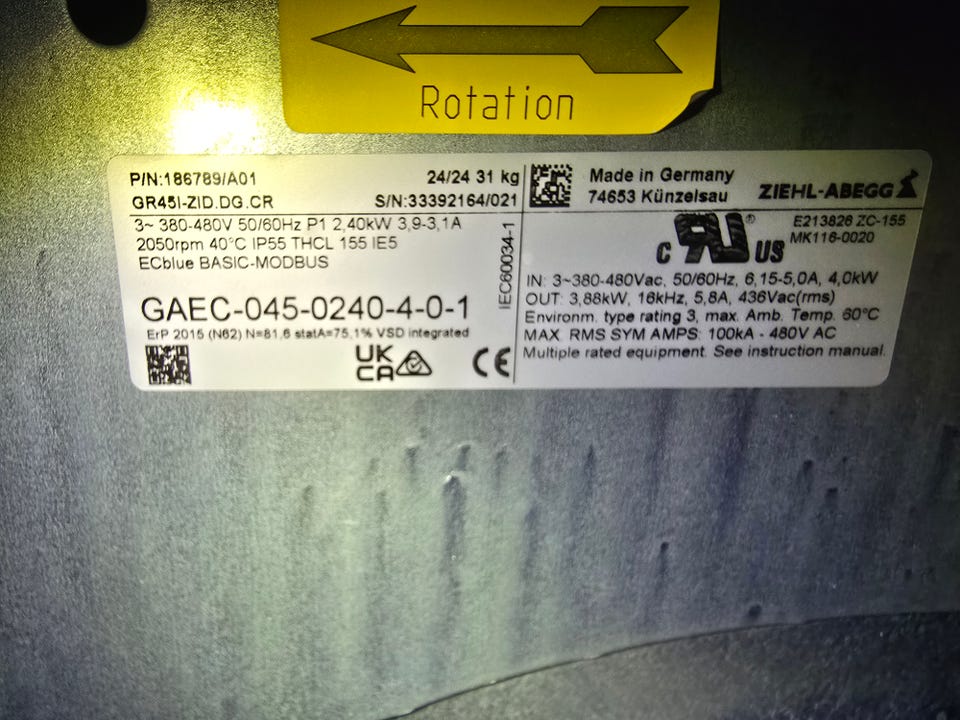 Rotation
P/N:186789/A01 24/24 31 kg
GR45I-ZID.DG.CR S/N:33392164/021
3~ 380-480V 50/60Hz P1 2,40kW 3,9-3,1A
2050rpm 40°C IP55 THCL 155 IE5
ECblue BASIC-MODBUS
IEC60034-1
GAEC-045-0240-4-0-1
ErP 2015 (N62) N=81,6 statA=75,1% VSD integrated
UK
CA
CE
Made in Germany
74653 Künzelsau
ZIEHL-ABEGG
c RU® US
E213826 ZC-155
MK116-0020
IN: 3~380-480Vac, 50/60Hz, 6,15-5,0A, 4,0kW
OUT: 3,88kW, 16kHz, 5,8A, 436Vac(rms)
Environm. type rating 3, max. Amb. Temp. 60°C
MAX. RMS SYM AMPS: 100kA - 480V AC
Multiple rated equipment. See instruction manual.